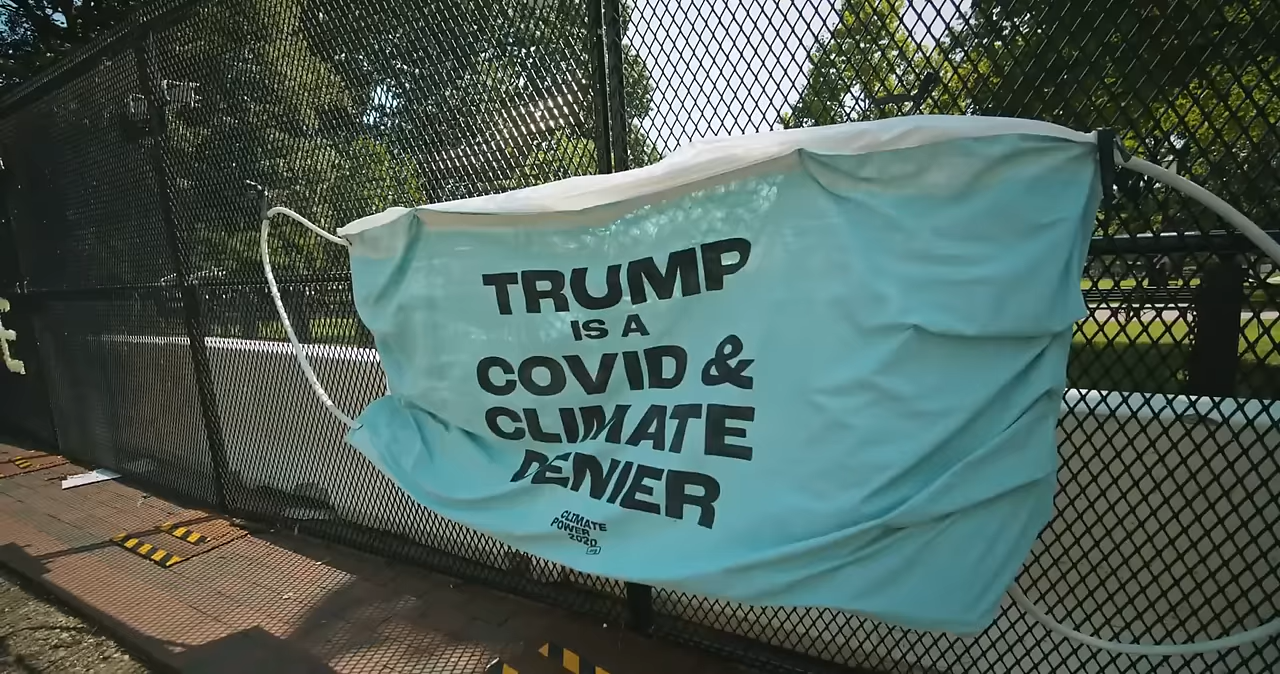 TRUMP
IS A
COVID &
CLIMATE
DENIER
CLIMATE
POWER
2020